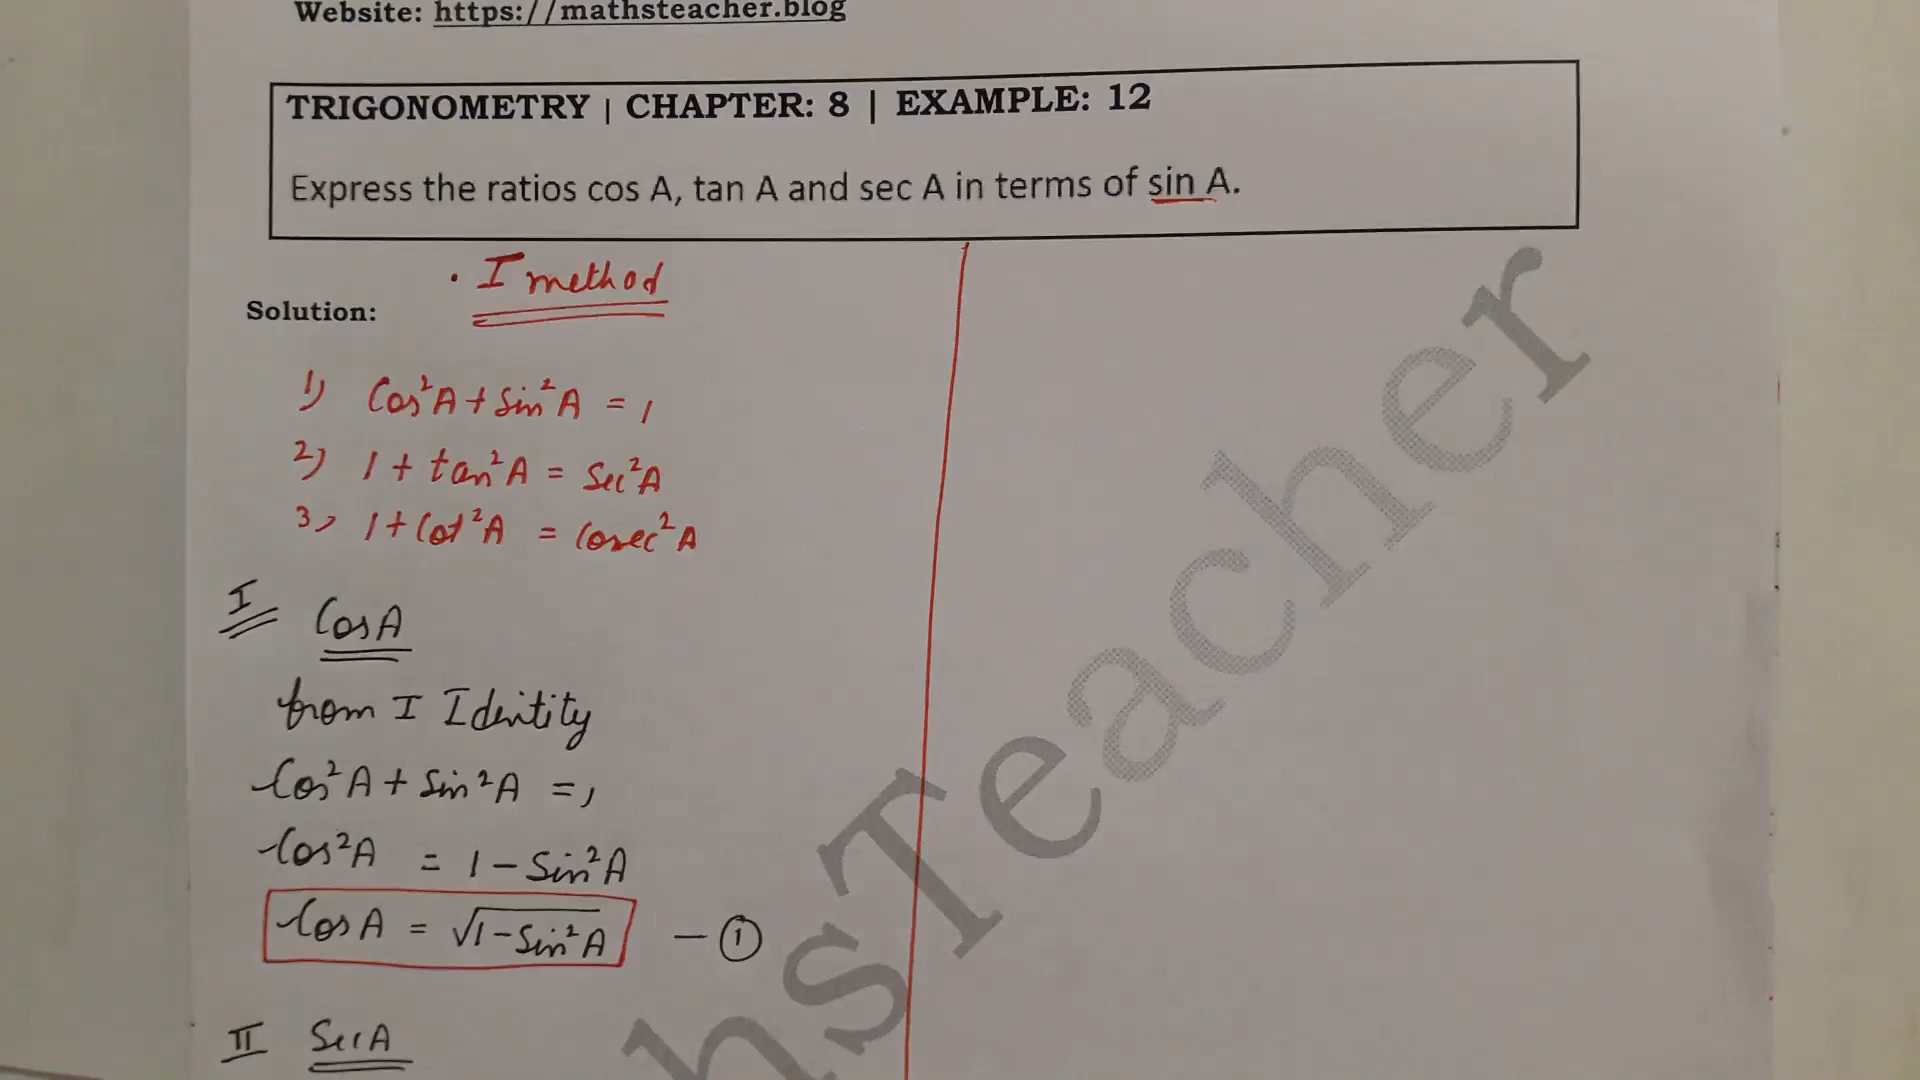 Website: https://mathsteacher.blog
TRIGONOMETRY | CHAPTER: 8 | EXAMPLE: 12
Express the ratios cos A, tan A and sec A in terms of sin A.
. I method
Solution:
1) Cos²A + Sin²A = 1
2) 1 + tan²A = Sec²A
3) 1 + Cot²A = Cosec²A
I CosA
from I Identity
Cos²A + Sin²A = 1
Cos²A = 1 - Sin²A
Cos A = √1 - Sin²A — ①
II SecA
hsTeacher